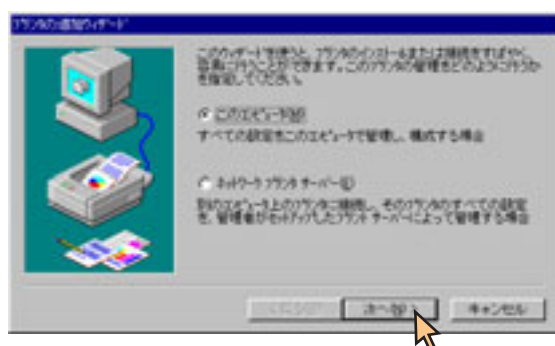 プリンタの追加ウィザード
このウィザードを使うと、プリンタのインストールまたは接続をすばやく、
容易に行うことができます。このプリンタの管理をどのように行うか
を指定してください。
このコンピュータ(M)
すべての設定をこのコンピュータで管理し、構成する場合
ネットワーク プリンタ サーバー(E)
別のコンピュータ上のプリンタに接続し、そのプリンタのすべての設定
を、管理者がセットアップしたプリント サーバーによって管理する場合
次へ(N) >
キャンセル